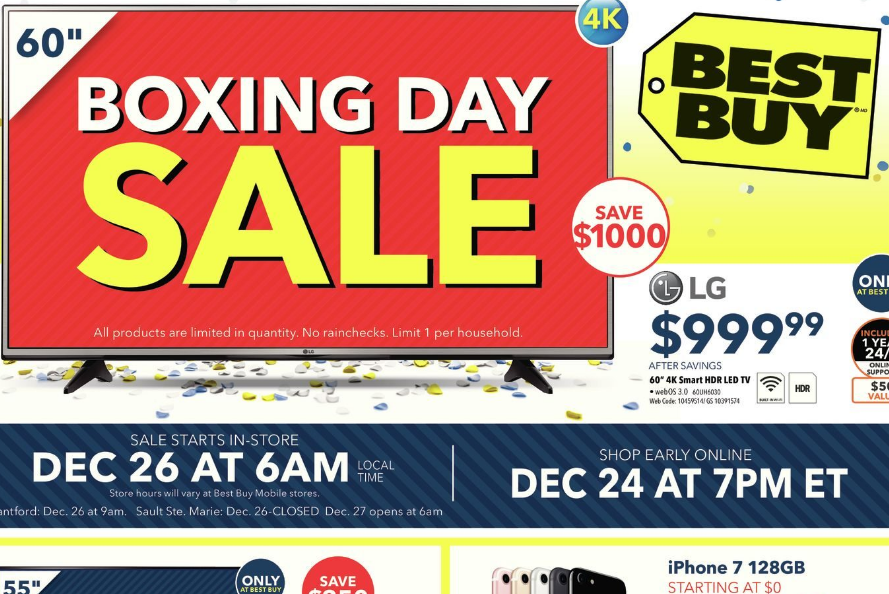 60"
4K
BOXING DAY
SALE
BEST
BUY
SAVE
$1000
All products are limited in quantity. No rainchecks. Limit 1 per household.
LG
LG
$999⁹⁹
AFTER SAVINGS
60" 4K Smart HDR LED TV
• webOS 3.0 60UH6030
Web Code: 10459514/ GS 10391574
HDR
AT BEST
1 YE
24/
ONLIN
SUPPO
$50
VALU
SALE STARTS IN-STORE
DEC 26 AT 6AM LOCAL TIME
Store hours will vary at Best Buy Mobile stores.
antford: Dec. 26 at 9am. Sault Ste. Marie: Dec. 26-CLOSED Dec. 27 opens at 6am
SHOP EARLY ONLINE
DEC 24 AT 7PM ET
55"
ONLY
AT BEST BUY
SAVE
iPhone 7 128GB
STARTING AT $0